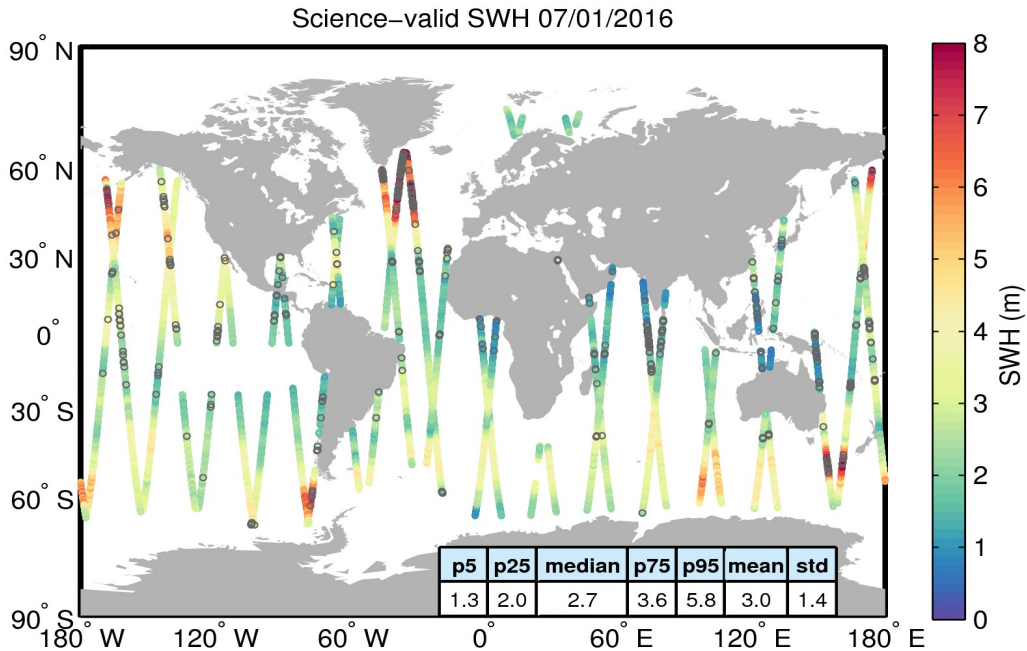 Science−valid SWH 07/01/2016
90° N
60° N
30° N
0°
30° S
60° S
90° S
180° W
120° W
60° W
0°
60° E
120° E
180° E
p5 p25 median p75 p95 mean std
1.3 2.0 2.7 3.6 5.8 3.0 1.4
8
7
6
5
4
3
2
1
0
SWH (m)